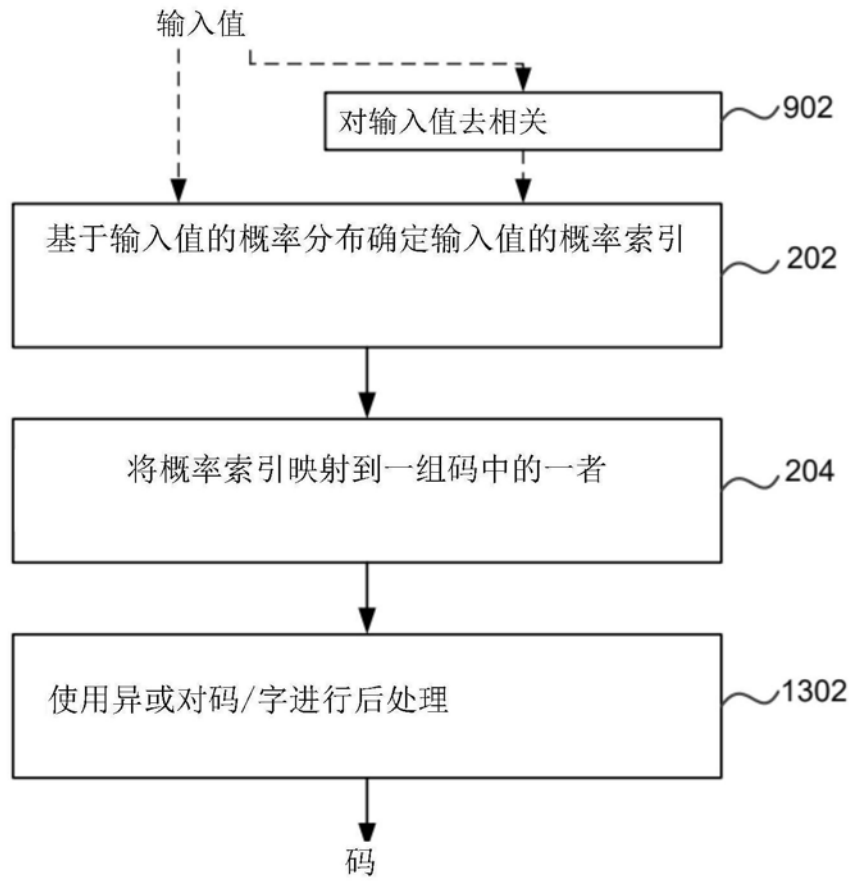 输入值
对输入值去相关
902
基于输入值的概率分布确定输入值的概率索引
202
将概率索引映射到一组码中的一者
204
使用异或对码/字进行后处理
1302
码